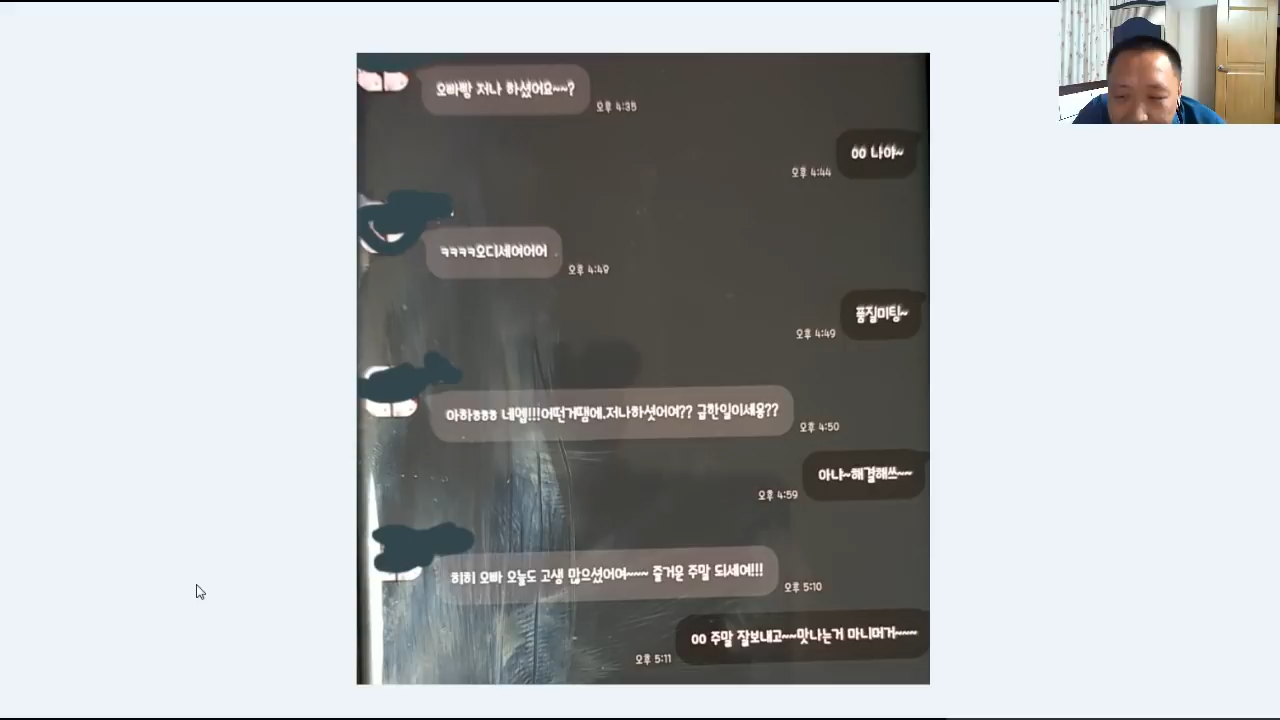 오빠빵 저나 하셨어요~~?
오후 4:35
00 나야~
오후 4:44
ㅋㅋㅋㅋ오디세여어어
오후 4:49
품질미팅~
오후 4:49
아하ㅎㅎㅎ 네엡!!!어떤거땜에.저나하셧어여?? 급한일이세용??
오후 4:50
아냐~해결해쓰~~
오후 4:59
히히 오빠 오늘도 고생 많으셨어여~~~ 즐거운 주말 되세여!!!
오후 5:10
00 주말 잘보내고~~맛나는거 마니머거~~~
오후 5:11